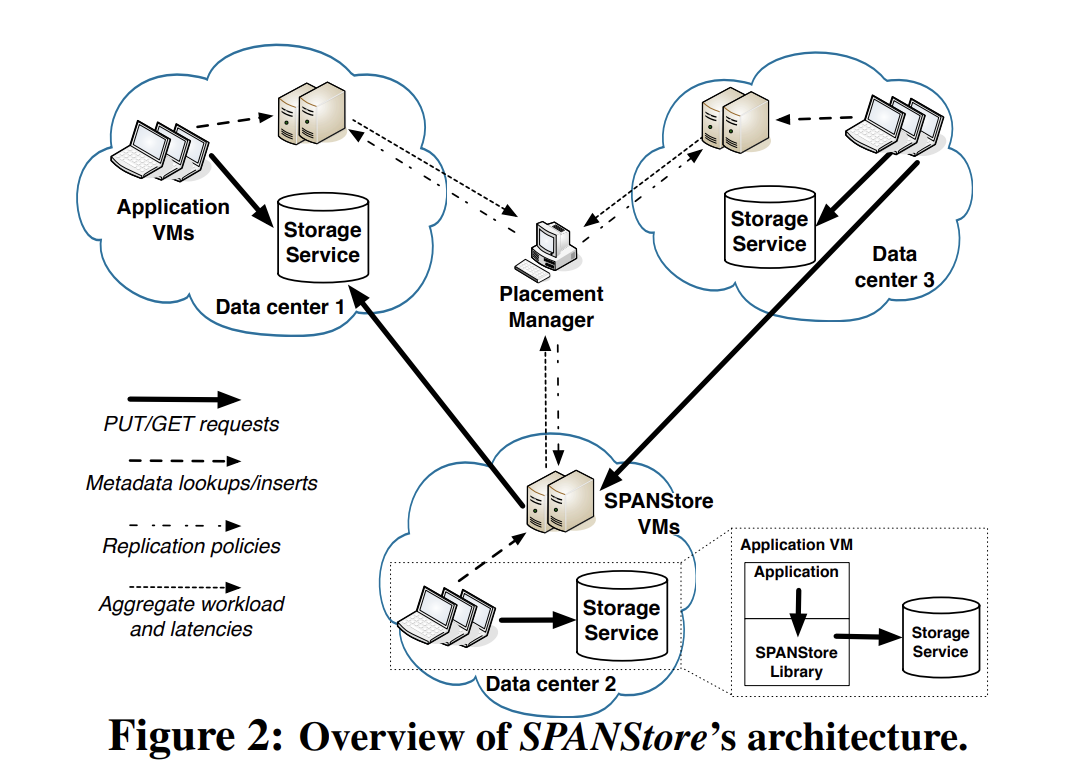 Application
VMs
Storage
Service
Data center 1
Placement
Manager
Storage
Service
Data
center 3
PUT/GET requests
Metadata lookups/inserts
Replication policies
Aggregate workload
and latencies
SPANStore
VMs
Storage
Service
Data center 2
Application VM
Application
SPANStore
Library
Storage
Service
Figure 2: Overview of SPANStore's architecture.